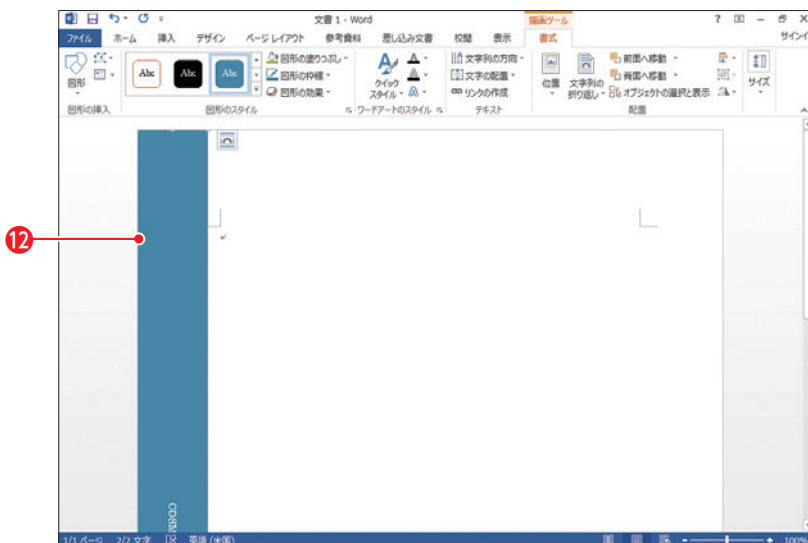 文書 1 - Word
描画ツール
ファイル ホーム 挿入 デザイン ページ レイアウト 参考資料 差し込み文書 校閲 表示 書式 サインイ
Abc Abc Abc
図形の塗りつぶし
図形の枠線
図形の効果
図形
クイック
スタイル
文字列の方向
文字の配置
リンクの作成
位置
文字列の
折り返し
前面へ移動
背面へ移動
オブジェクトの選択と表示
サイズ
図形の挿入 図形のスタイル ワードアートのスタイル テキスト 配置
12
COSM
1/1 ページ 2/2 文字 英語 (米国) 100%